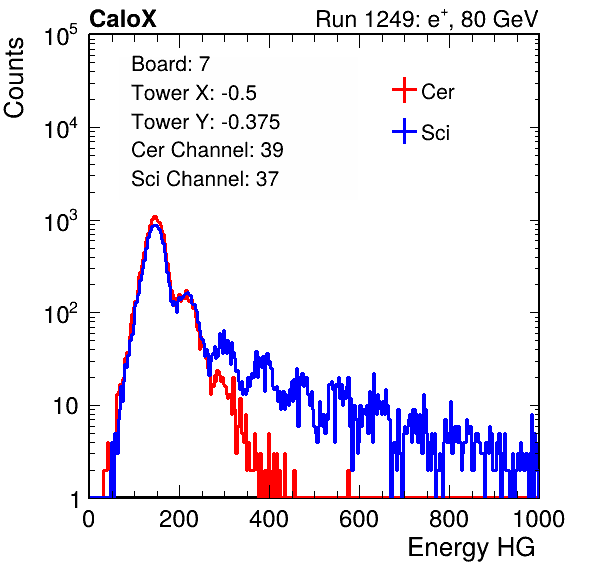 CaloX Run 1249: e⁺, 80 GeV
Counts
Board: 7
Tower X: -0.5
Tower Y: -0.375
Cer Channel: 39
Sci Channel: 37
Cer
Sci
10⁵
10⁴
10³
10²
10
1
0 200 400 600 800 1000
Energy HG